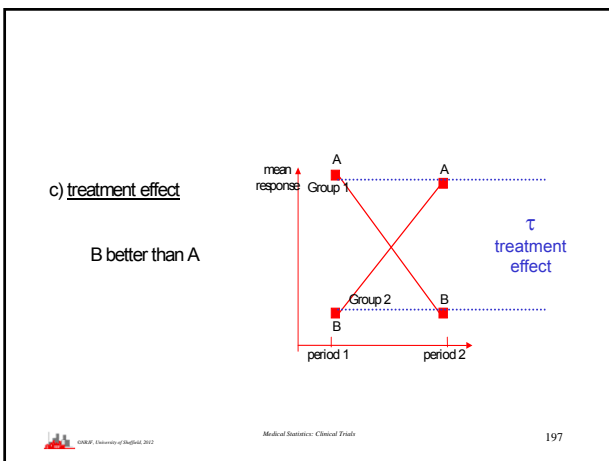 c) treatment effect
B better than A
mean
response
A
A
Group 1
τ
treatment
effect
Group 2
B
B
period 1
period 2
©NRJF, University of Sheffield, 2012
Medical Statistics: Clinical Trials
197